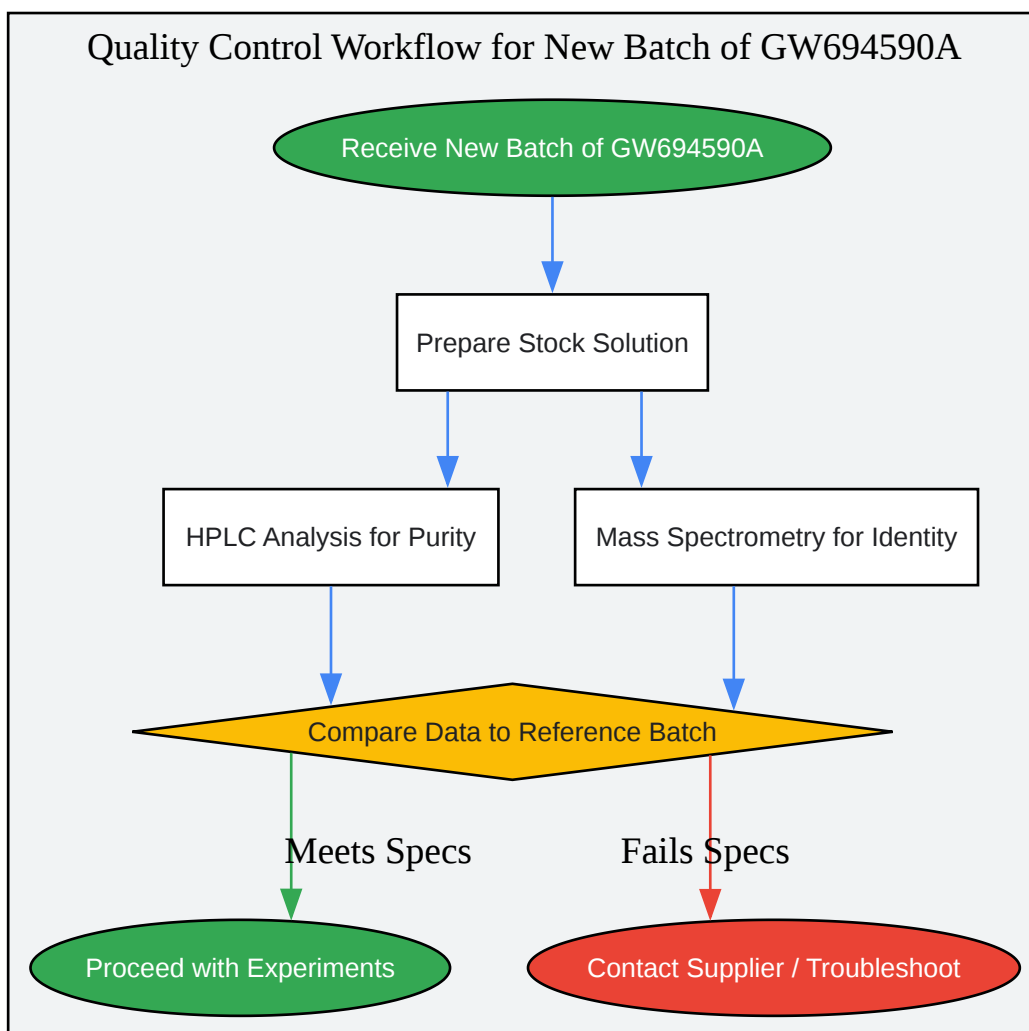 Quality Control Workflow for New Batch of GW694590A
Receive New Batch of GW694590A
Prepare Stock Solution
HPLC Analysis for Purity
Mass Spectrometry for Identity
Compare Data to Reference Batch
Meets Specs
Fails Specs
Proceed with Experiments
Contact Supplier / Troubleshoot